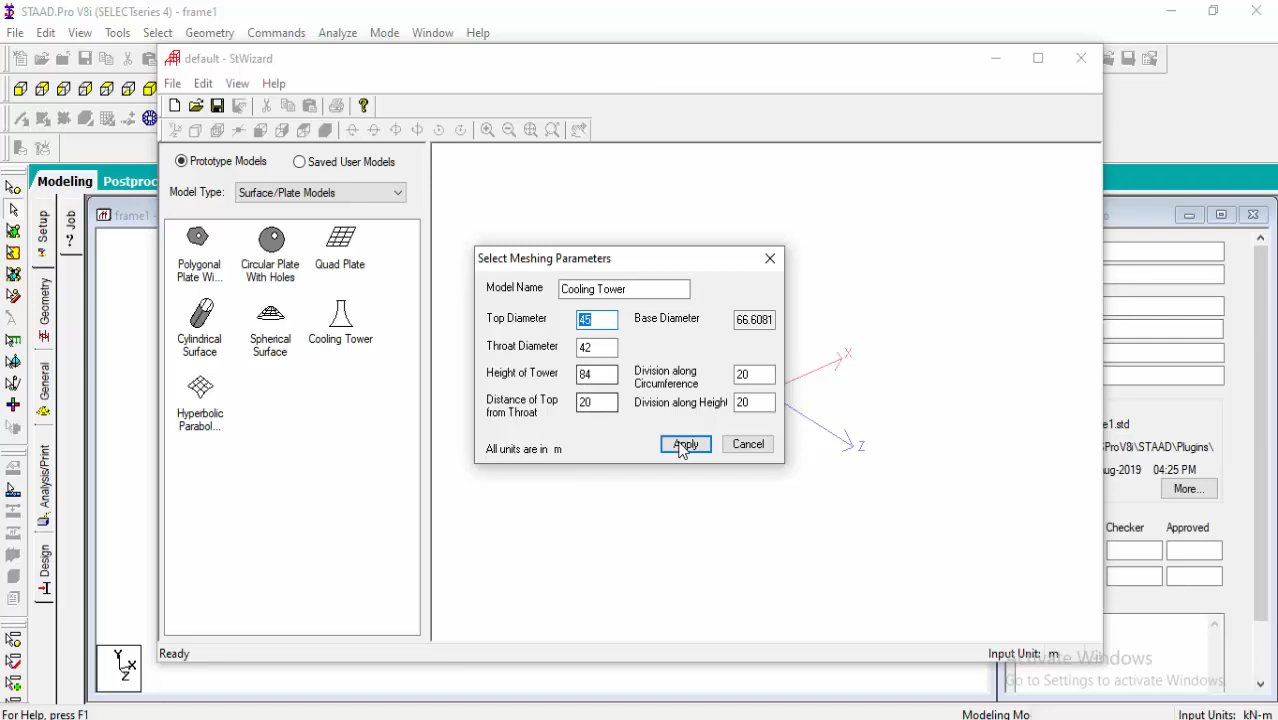 STAAD.Pro V8i (SELECTseries 4) - frame1
File Edit View Tools Select Geometry Commands Analyze Mode Window Help
default - StWizard
File Edit View Help
Prototype Models Saved User Models
Modeling Postproc
Model Type: Surface/Plate Models
frame1 -
Setup
Job
Geometry
General
Analysis/Print
Design
Polygonal Plate Wi...
Circular Plate With Holes
Quad Plate
Cylindrical Surface
Spherical Surface
Cooling Tower
Hyperbolic Parabol...
Select Meshing Parameters
Model Name Cooling Tower
Top Diameter 45 Base Diameter 66.6081
Throat Diameter 42
Height of Tower 84 Division along Circumference 20
Distance of Top from Throat 20 Division along Height 20
All units are in m Apply Cancel
X
Z
e1.std
ProV8i\STAAD\Plugins\
ug-2019 04:25 PM
More...
Checker Approved
Y
X
Z
Ready Input Unit: m
Activate Windows
Go to Settings to activate Windows.
For Help, press F1 Modeling Mo Input Units: kN-m